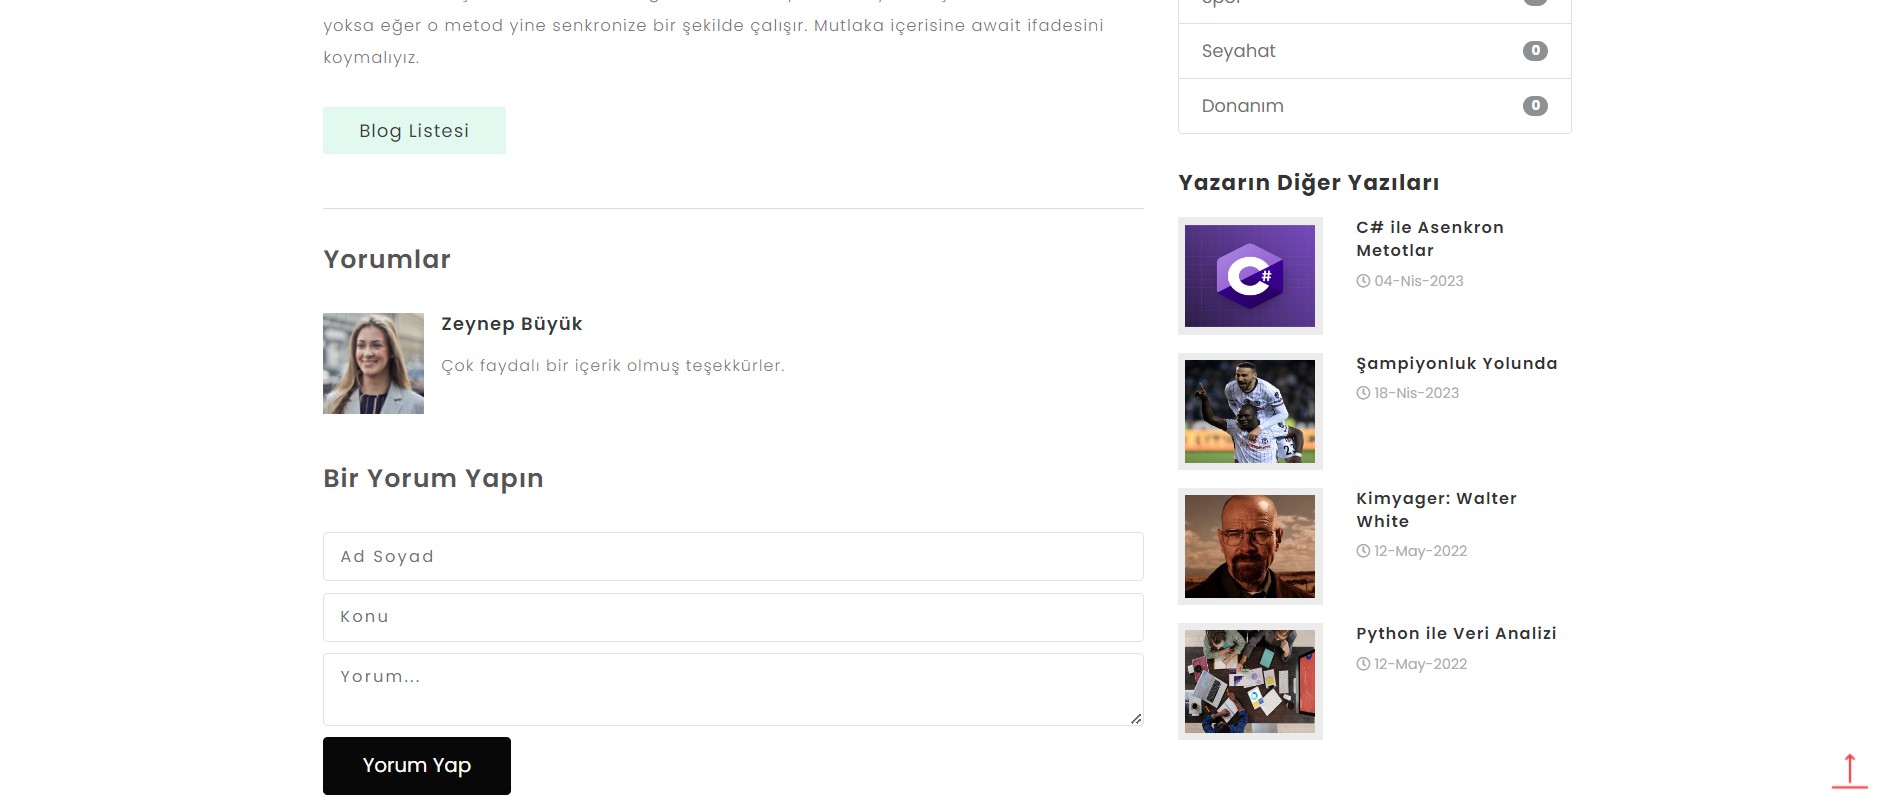 yoksa eğer o metod yine senkronize bir şekilde çalışır. Mutlaka içerisine await ifadesini
koymalıyız.
Blog Listesi
Yorumlar
Zeynep Büyük
Çok faydalı bir içerik olmuş teşekkürler.
Bir Yorum Yapın
Ad Soyad
Konu
Yorum...
Yorum Yap
Spor
Seyahat 0
Donanım 0
Yazarın Diğer Yazıları
C#
C# ile Asenkron
Metotlar
04-Nis-2023
Şampiyonluk Yolunda
18-Nis-2023
Kimyager: Walter
White
12-May-2022
Python ile Veri Analizi
12-May-2022